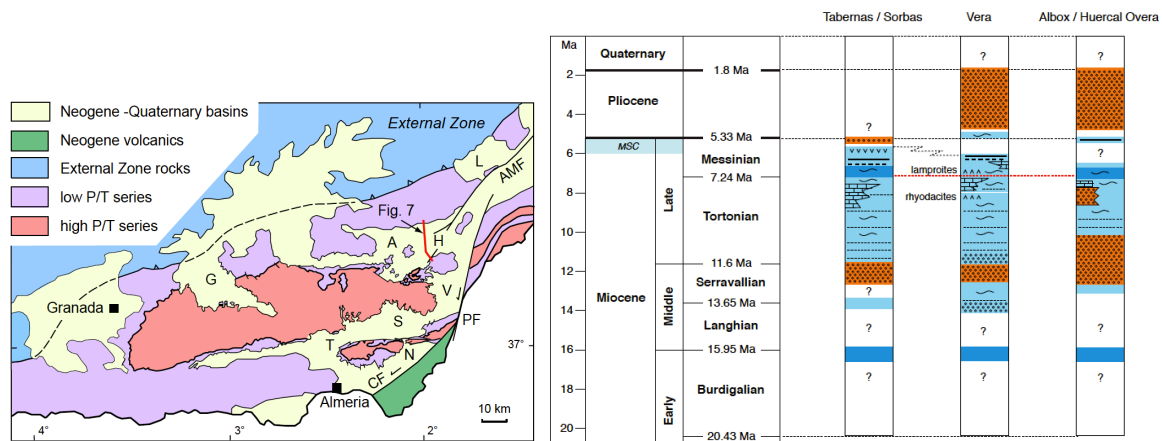 Neogene -Quaternary basins
Neogene volcanics
External Zone rocks
low P/T series
high P/T series
External Zone
L
AMF
Fig. 7
A
H
G
V
Granada
S
PF
T
N
37°
CF
Almeria
10 km
4°
3°
2°
Tabernas / Sorbas
Vera
Albox / Huercal Overa
Ma
Quaternary
?
?
2
1.8 Ma
Pliocene
4
?
5.33 Ma
6
MSC
Messinian
?
lamproites
7.24 Ma
8
Late
rhyodacites
Tortonian
10
11.6 Ma
12
Serravallian
?
13.65 Ma
14
Miocene
Middle
Langhian
?
?
?
16
15.95 Ma
?
?
?
18
Burdigalian
Early
20
20.43 Ma